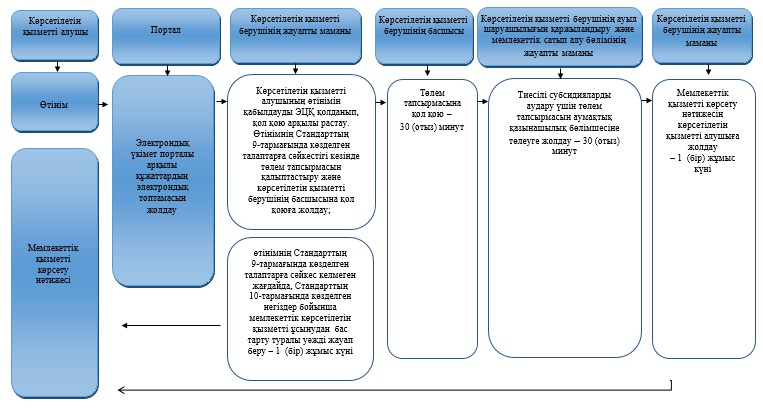 Көрсетілетін
қызметті алушы
Портал
Көрсетілетін қызметті
берушінің жауапты маманы
Көрсетілетін қызметті
берушінің басшысы
Көрсетілетін қызметті берушінің ауыл
шаруашылығын қаржыландыру және
мемлекеттік сатып алу бөлімінің
жауапты маманы
Көрсетілетін қызметті
берушінің жауапты
маманы
Өтінім
Электрондық
үкімет порталы
арқылы
құжаттардың
электрондық
топтамасын
жолдау
Көрсетілетін қызметті
алушының өтінімін
қабылдауды ЭЦҚ қолданып,
қол қою арқылы растау.
Өтінімнің Стандарттың
9-тармағында көзделген
талаптарға сәйкестігі кезінде
төлем тапсырмасын
қалыптастыру және
көрсетілетін қызметті
берушінің басшысына қол
қоюға жолдау;
Төлем
тапсырмасына
қол қою –
30 (отыз) минут
Тиесілі субсидияларды
аудару үшін төлем
тапсырмасын аумақтық
қазынашылық бөлімшесіне
төлеуге жолдау – 30 (отыз)
минут
Мемлекеттік
қызметті көрсету
нәтижесін
көрсетілетін
қызметті алушыға
жолдау
– 1 (бір) жұмыс
күні
Мемлекеттік
қызметті
көрсету
нәтижесі
өтінімнің Стандарттың
9-тармағында көзделген
талаптарға сәйкес келмеген
жағдайда, Стандарттың
10-тармағында көзделген
негіздер бойынша
мемлекеттік көрсетілетін
қызметті ұсынудан бас
тарту туралы уәжді жауап
беру – 1 (бір) жұмыс күні